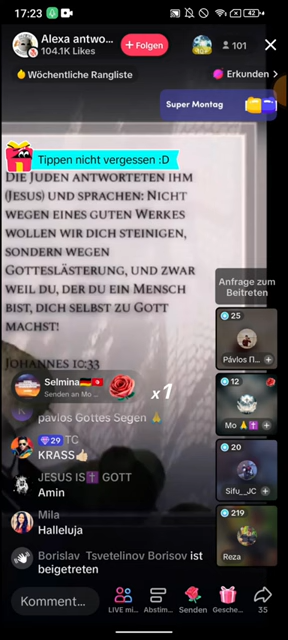 17:23
42
Alexa antwo...
104.1K Likes
+ Folgen
101
Wöchentliche Rangliste
Erkunden >
Super Montag
Tippen nicht vergessen :D
Die Juden antworteten ihm
(Jesus) und sprachen: Nicht
wegen eines guten Werkes
wollen wir dich steinigen,
sondern wegen
Gotteslästerung, und zwar
weil du, der du ein Mensch
bist, dich selbst zu Gott
machst!
Johannes 10:33
Anfrage zum
Beitreten
25
Pávlos Π...
Selmina🇩🇪🇹🇳
Senden an Mo ...
x1
12
Mo 🙏✝️
pavlos Gottes Segen 🙏
29 TC
KRASS👍🏻
20
Sifu__JC
JESUS IS✝️ GOTT
Amin
Mila
Halleluja
219
Reza
Borislav Tsvetelinov Borisov ist
beigetreten
Komment...
LIVE mi...
Abstim...
Senden
Gesche...
35